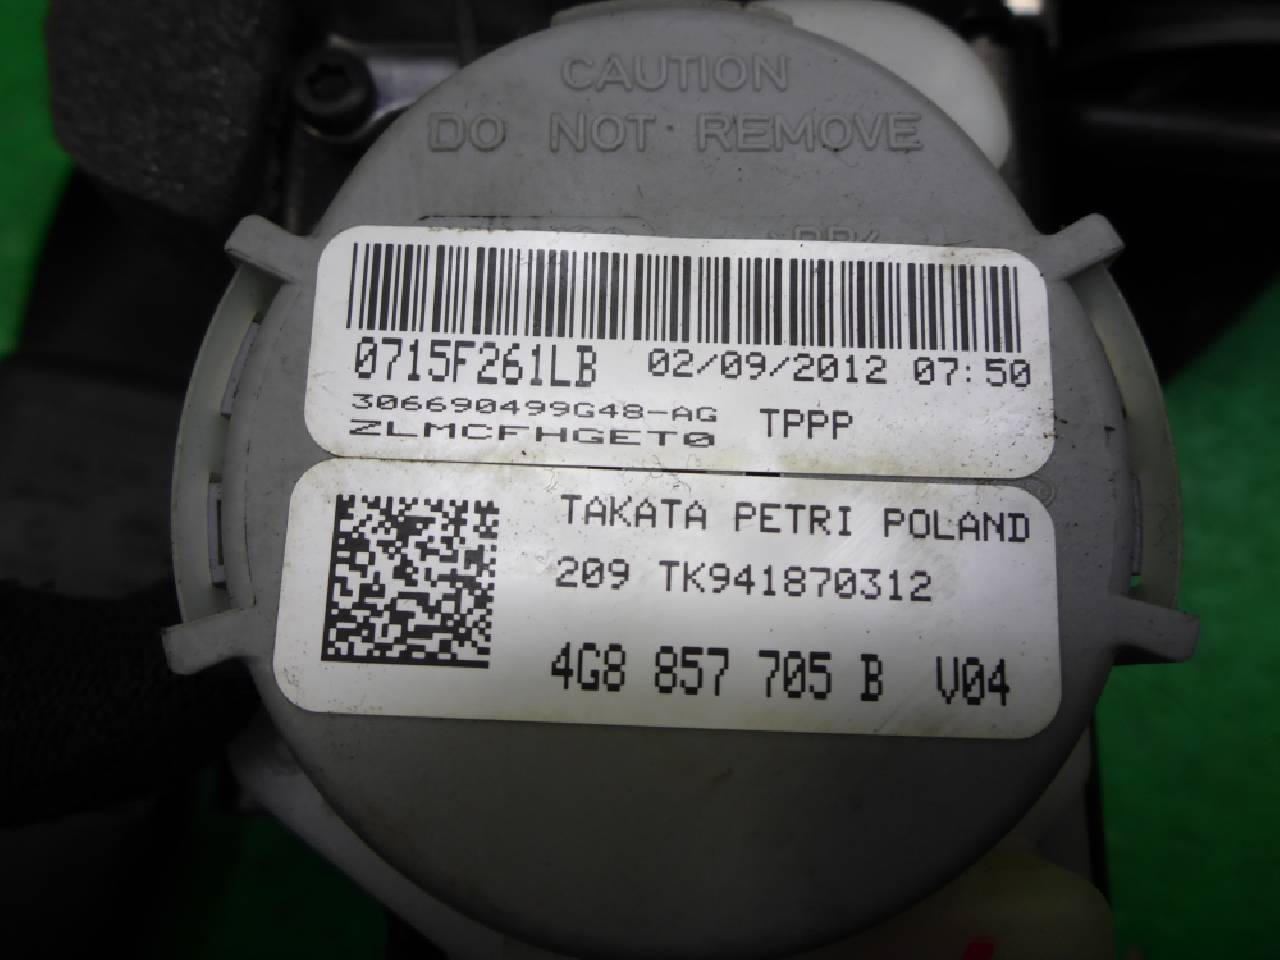 CAUTION
DO NOT REMOVE
0715F261LB 02/09/2012 07:50
306690499G48-AG TPPP
ZLMCFHGET0
TAKATA PETRI POLAND
209 TK941870312
4G8 857 705 B V04